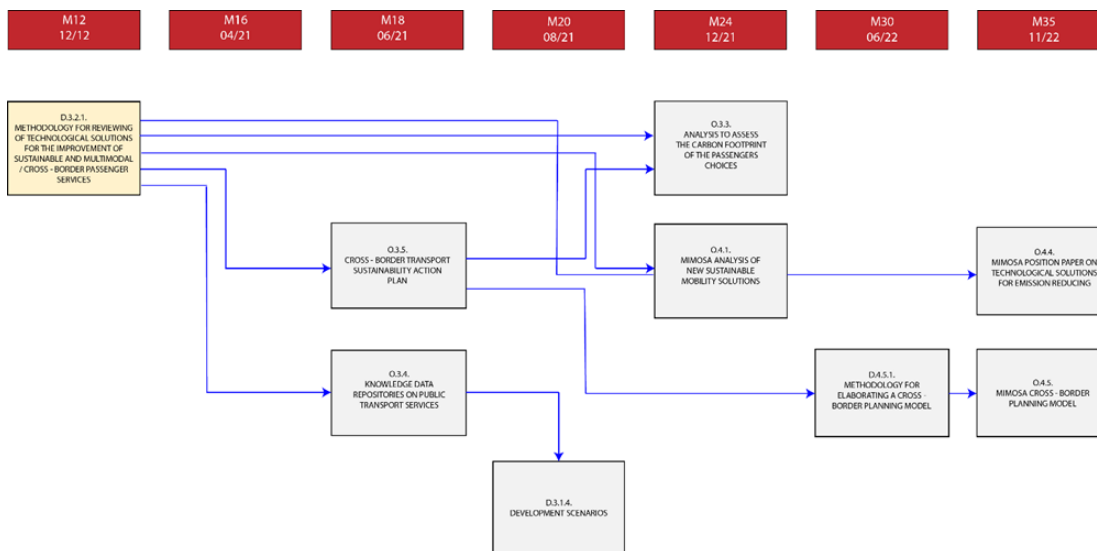 M12
12/12
M16
04/21
M18
06/21
M20
08/21
M24
12/21
M30
06/22
M35
11/22
D.3.2.1.
METHODOLOGY FOR REVIEWING
OF TECHNOLOGICAL SOLUTIONS
FOR THE IMPROVEMENT OF
SUSTAINABLE AND MULTIMODAL
/ CROSS - BORDER PASSENGER
SERVICES
O.3.3.
ANALYSIS TO ASSESS
THE CARBON FOOTPRINT
OF THE PASSENGERS
CHOICES
O.3.5.
CROSS - BORDER TRANSPORT
SUSTAINABILITY ACTION
PLAN
O.4.1.
MIMOSA ANALYSIS OF
NEW SUSTAINABLE
MOBILITY SOLUTIONS
O.4.4.
MIMOSA POSITION PAPER ON
TECHNOLOGICAL SOLUTIONS
FOR EMISSION REDUCING
O.3.4.
KNOWLEDGE DATA
REPOSITORIES ON PUBLIC
TRANSPORT SERVICES
D.4.5.1.
METHODOLOGY FOR
ELABORATING A CROSS -
BORDER PLANNING MODEL
O.4.5.
MIMOSA CROSS - BORDER
PLANNING MODEL
D.3.1.4.
DEVELOPMENT SCENARIOS